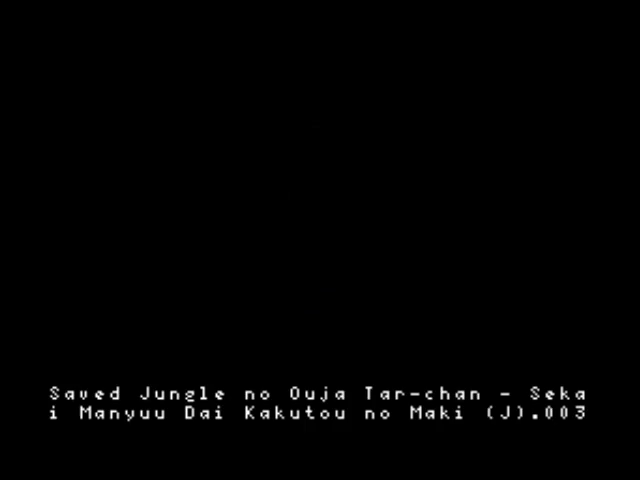 Saved Jungle no Ouja Tar-chan - Seka
i Manyuu Dai Kakutou no Maki (J).003